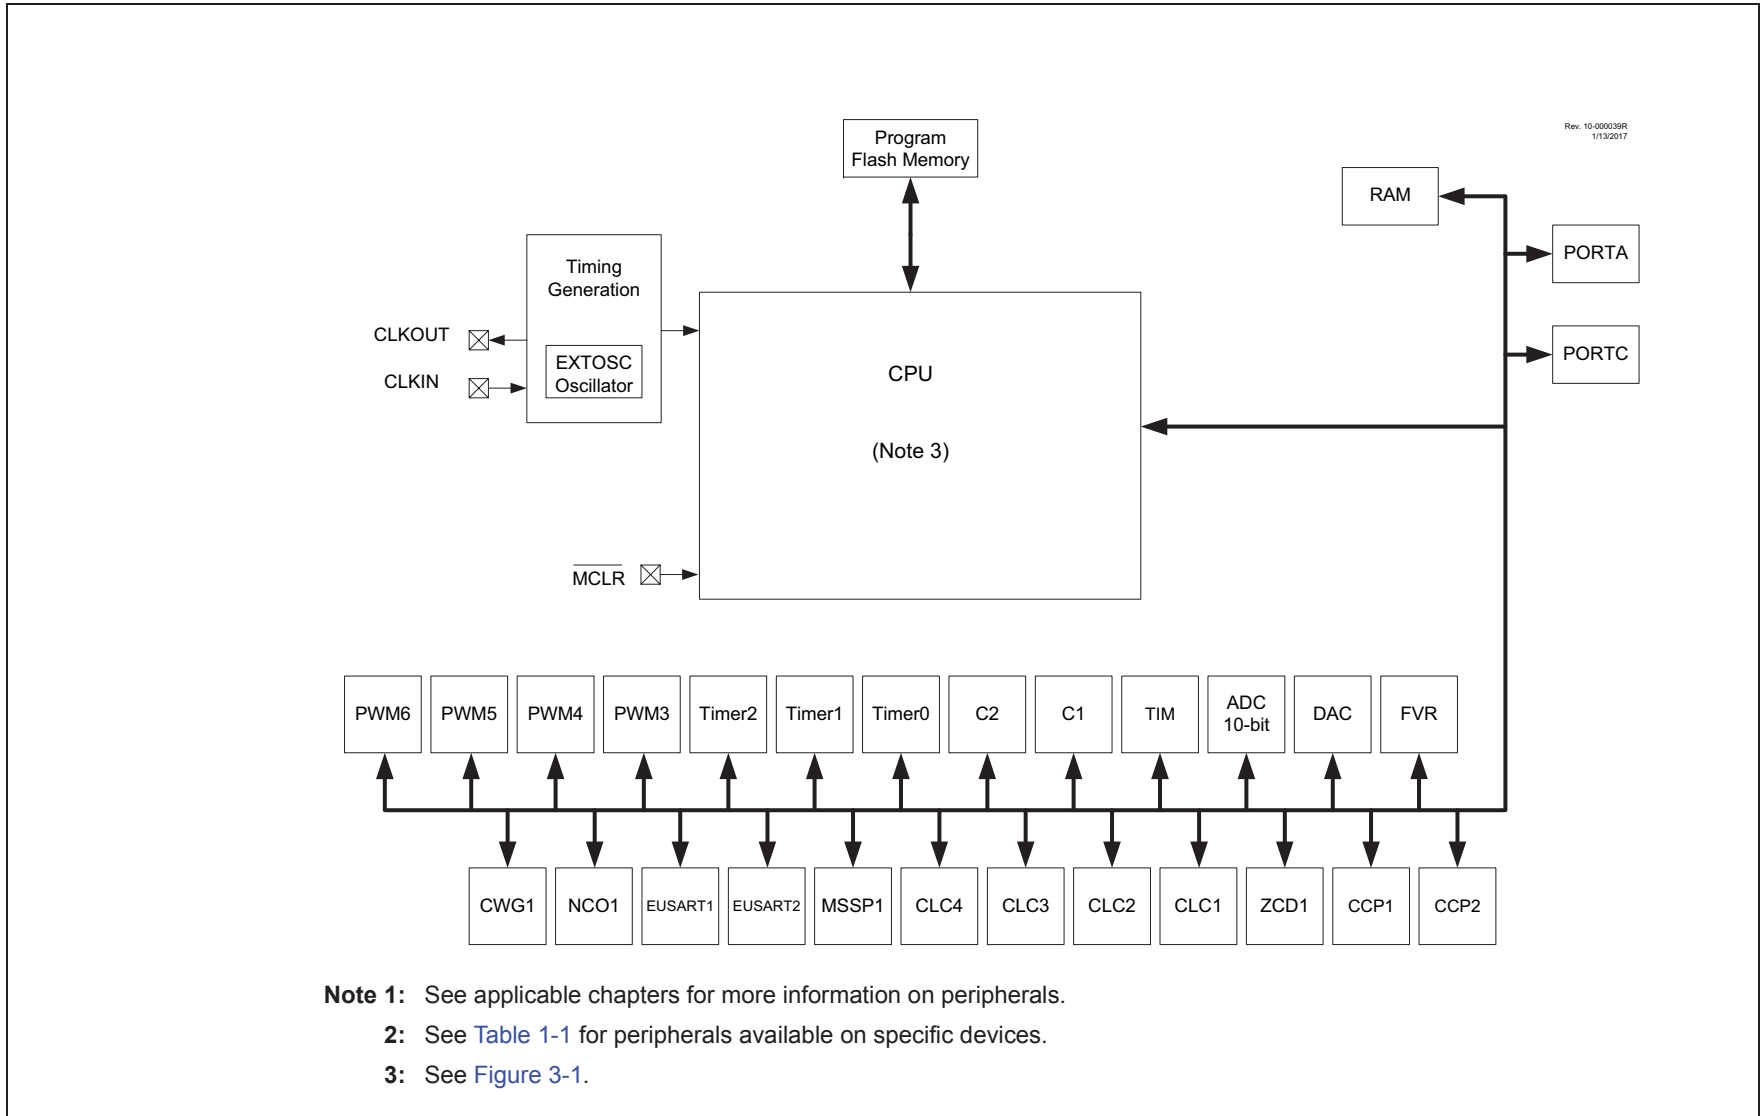 Rev. 10-000039R
1/13/2017
Program
Flash Memory
RAM
PORTA
Timing
Generation
CLKOUT
EXTOSC
Oscillator
CLKIN
PORTC
CPU
(Note 3)
MCLR
PWM6
PWM5
PWM4
PWM3
Timer2
Timer1
Timer0
C2
C1
TIM
ADC
10-bit
DAC
FVR
CWG1
NCO1
EUSART1
EUSART2
MSSP1
CLC4
CLC3
CLC2
CLC1
ZCD1
CCP1
CCP2
Note 1: See applicable chapters for more information on peripherals.
2: See Table 1-1 for peripherals available on specific devices.
3: See Figure 3-1.